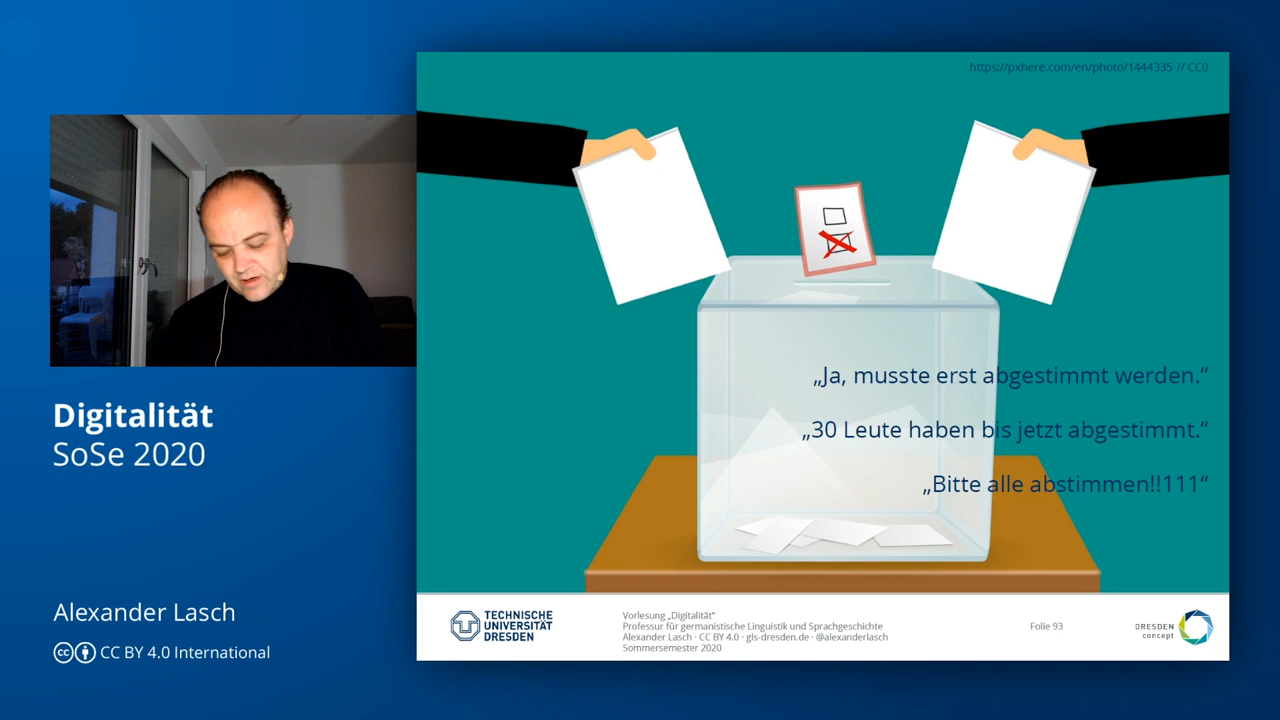 https://pxhere.com/en/photo/1444335 // CC0
„Ja, musste erst abgestimmt werden.“
„30 Leute haben bis jetzt abgestimmt.“
„Bitte alle abstimmen!!111“
Digitalität
SoSe 2020
Alexander Lasch
CC BY 4.0 International
TECHNISCHE
UNIVERSITÄT
DRESDEN
Vorlesung „Digitalität“
Professur für germanistische Linguistik und Sprachgeschichte
Alexander Lasch · CC BY 4.0 · gls-dresden.de · @alexanderlasch
Sommersemester 2020
Folie 93
DRESDEN
concept